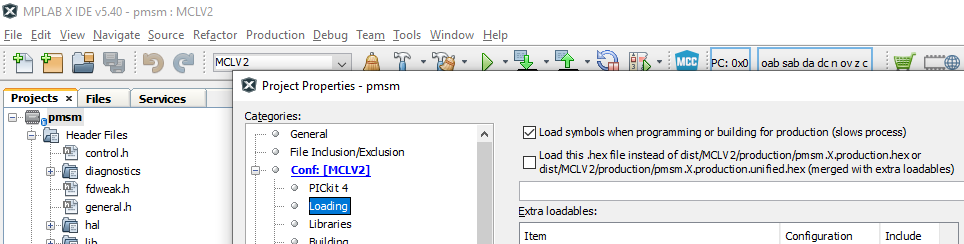 MPLAB X IDE v5.40 - pmsm : MCLV2
File Edit View Navigate Source Refactor Production Debug Team Tools Window Help
MCLV2 MCC PC: 0x0 oab sab da dc n ov z c
Projects × Files Services
Project Properties - pmsm
pmsm
Header Files
control.h
diagnostics
fdweak.h
general.h
hal
lib
Categories:
General
File Inclusion/Exclusion
Conf: [MCLV2]
PICkit 4
Loading
Libraries
Building
Load symbols when programming or building for production (slows process)
Load this .hex file instead of dist/MCLV2/production/pmsm.X.production.hex or
dist/MCLV2/production/pmsm.X.production.unified.hex (merged with extra loadables)
Extra loadables:
Item Configuration Include